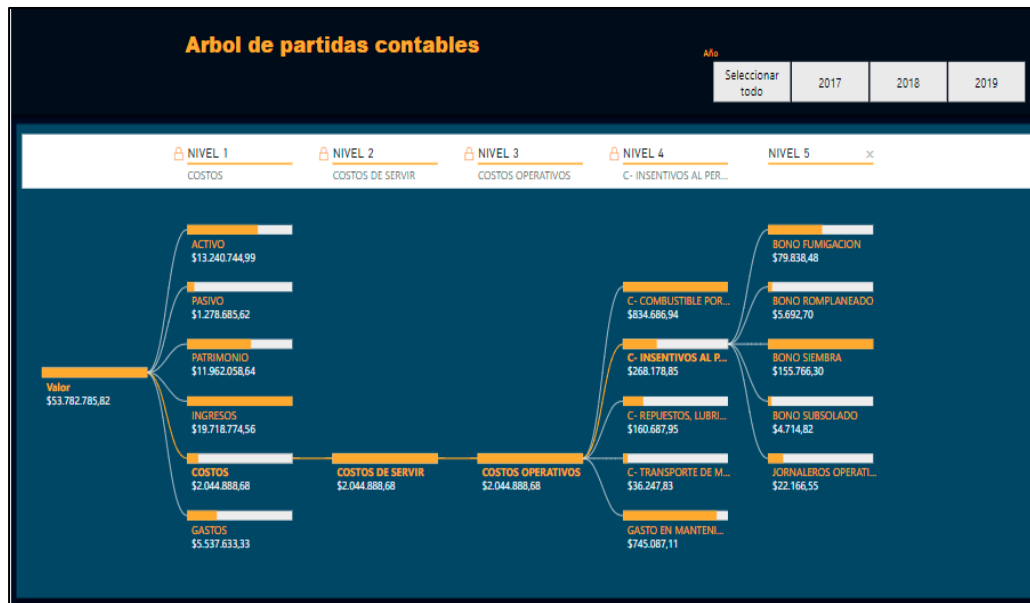 Arbol de partidas contables
Año
Seleccionar todo
2017
2018
2019
NIVEL 1
NIVEL 2
NIVEL 3
NIVEL 4
NIVEL 5
COSTOS
COSTOS DE SERVIR
COSTOS OPERATIVOS
C- INSENTIVOS AL PER...
Valor
$53.782.785,82
ACTIVO
$13.240.744,99
PASIVO
$1.278.685,62
PATRIMONIO
$11.962.058,64
INGRESOS
$19.718.774,56
COSTOS
$2.044.888,68
GASTOS
$5.537.633,33
COSTOS DE SERVIR
$2.044.888,68
COSTOS OPERATIVOS
$2.044.888,68
C- COMBUSTIBLE POR...
$834.686,94
C- INSENTIVOS AL P...
$268.178,85
C- REPUESTOS, LUBRI...
$160.687,95
C- TRANSPORTE DE M...
$36.247,83
GASTO EN MANTENI...
$745.087,11
BONO FUMIGACION
$79.838,48
BONO ROMPLANEADO
$5.692,70
BONO SIEMBRA
$155.766,30
BONO SUBSOLADO
$4.714,82
JORNALEROS OPERATI...
$22.166,55